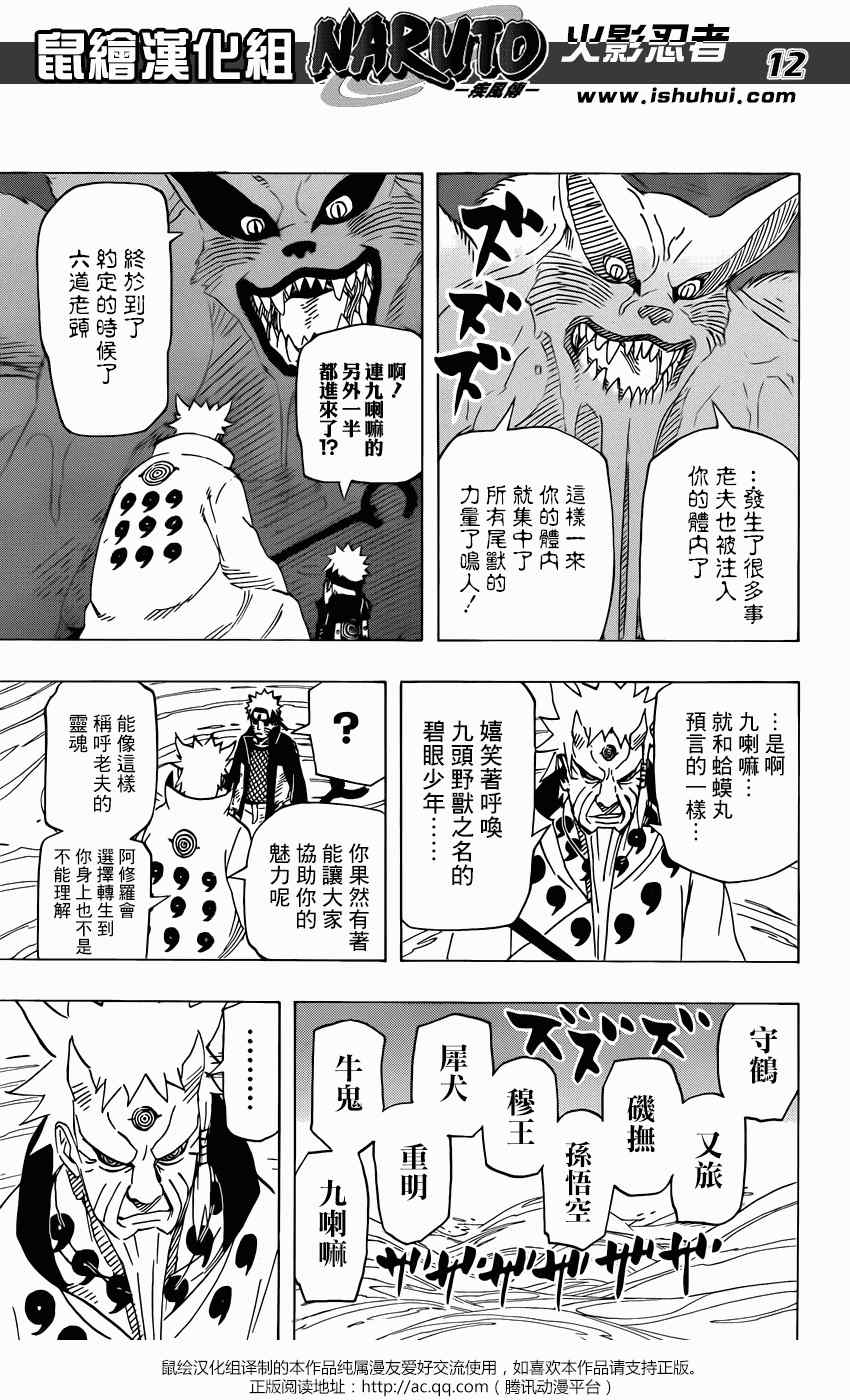 鼠繪漢化組
NARUTO
-疾風傳-
火影忍者
12
www.ishuhui.com
…發生了很多事
老夫也被注入
你的體內了
這樣一來
你的體內
就集中了
所有尾獸的
力量了嗚人!
ズズズ
啊!
連九喇嘛的
另外一半
都進來了!?
終於到了
約定的時候了
六道老頭
…是啊
九喇嘛…
就和蛤蟆丸
預言的一樣…
嬉笑著呼喚
九頭野獸之名的
碧眼少年……
?
你果然有著
能讓大家
協助你的
魅力呢
能像這樣
稱呼老夫的
靈魂
阿修羅會
選擇轉生到
你身上也不是
不能理解
ズズズズ
守鶴
又旅
磯撫
孫悟空
穆王
犀犬
重明
牛鬼
九喇嘛
ザザザザザザ
………
鼠绘汉化组译制的本作品纯属漫友爱好交流使用，如喜欢本作品请支持正版。
正版阅读地址：http://ac.qq.com（腾讯动漫平台）